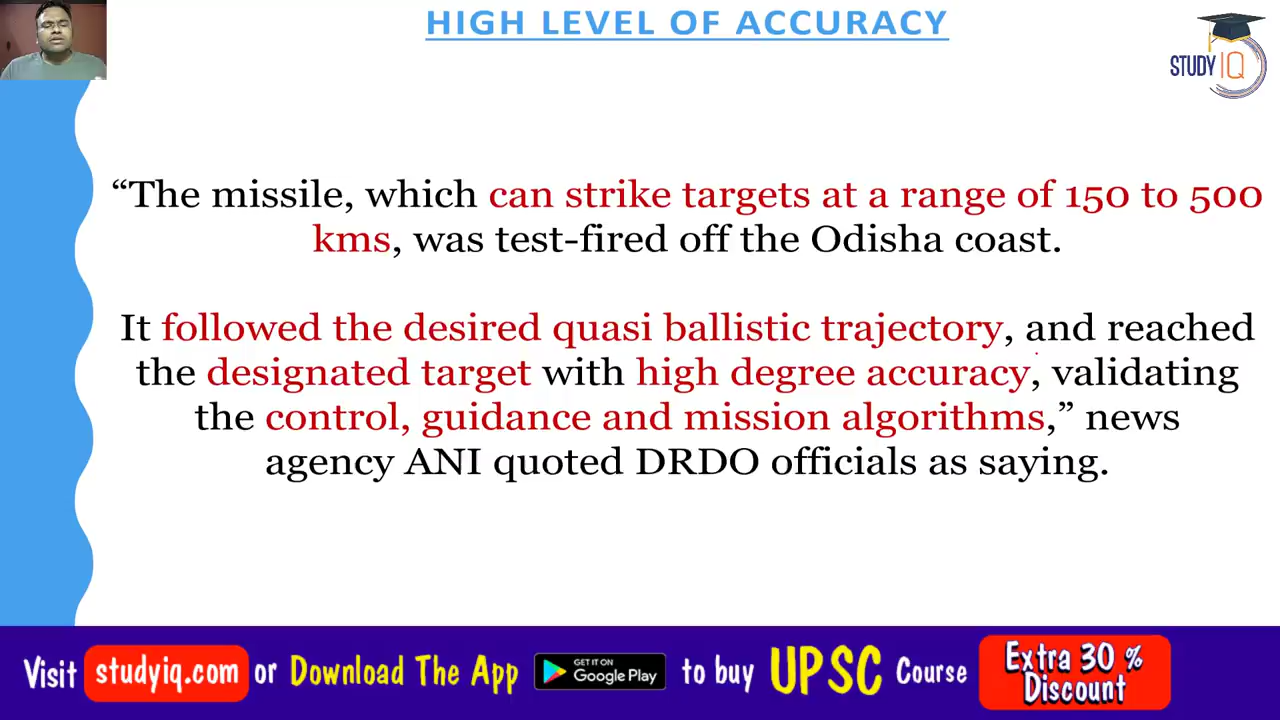 HIGH LEVEL OF ACCURACY
STUDY IQ
“The missile, which can strike targets at a range of 150 to 500
kms, was test-fired off the Odisha coast.
It followed the desired quasi ballistic trajectory, and reached
the designated target with high degree accuracy, validating
the control, guidance and mission algorithms,” news
agency ANI quoted DRDO officials as saying.
Visit studyiq.com or Download The App GET IT ON Google Play to buy UPSC Course Extra 30 % Discount